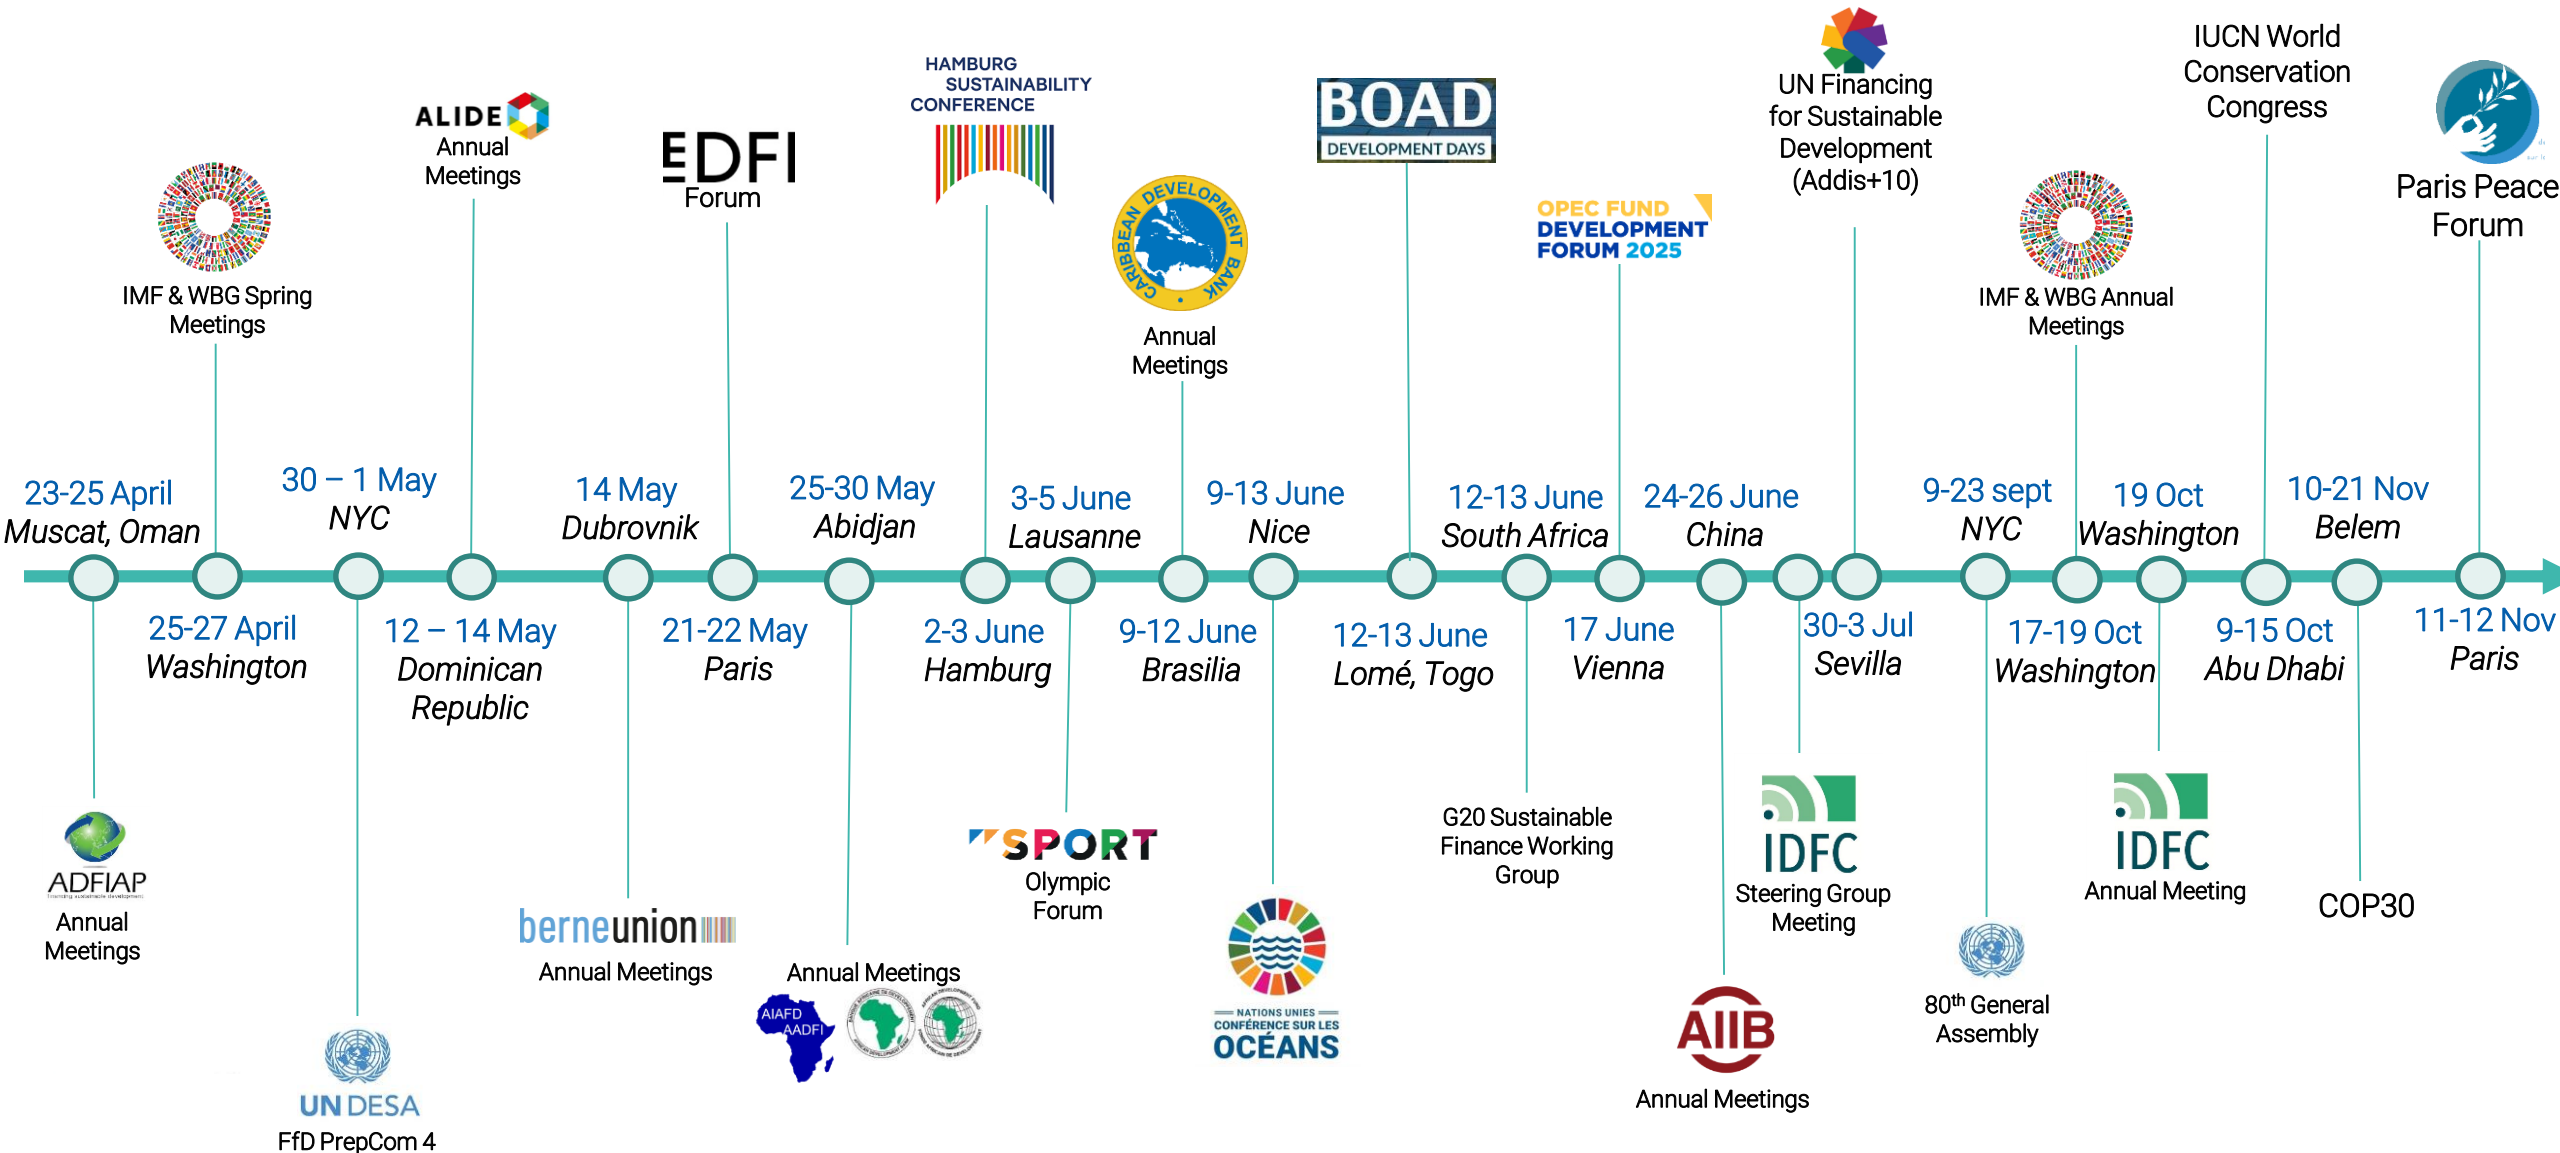 HAMBURG
SUSTAINABILITY
CONFERENCE
ALIDE
Annual
Meetings
EDFI
Forum
BOAD
DEVELOPMENT DAYS
UN Financing
for Sustainable
Development
(Addis+10)
IUCN World
Conservation
Congress
Paris Peace
Forum
IMF & WBG Spring
Meetings
CARIBBEAN DEVELOPMENT BANK
Annual
Meetings
OPEC FUND
DEVELOPMENT
FORUM 2025
IMF & WBG Annual
Meetings
23-25 April
Muscat, Oman
30 – 1 May
NYC
14 May
Dubrovnik
25-30 May
Abidjan
3-5 June
Lausanne
9-13 June
Nice
12-13 June
South Africa
24-26 June
China
9-23 sept
NYC
19 Oct
Washington
10-21 Nov
Belem
25-27 April
Washington
12 – 14 May
Dominican
Republic
21-22 May
Paris
2-3 June
Hamburg
9-12 June
Brasilia
12-13 June
Lomé, Togo
17 June
Vienna
30-3 Jul
Sevilla
17-19 Oct
Washington
9-15 Oct
Abu Dhabi
11-12 Nov
Paris
ADFIAP
financing sustainable development
Annual
Meetings
UN DESA
FfD PrepCom 4
berneunion
Annual Meetings
Annual Meetings
AIAFD
AADFI
SPORT
Olympic
Forum
NATIONS UNIES
CONFÉRENCE SUR LES
OCÉANS
G20 Sustainable
Finance Working
Group
AIIB
Annual Meetings
IDFC
Steering Group
Meeting
80th General
Assembly
IDFC
Annual Meeting
COP30